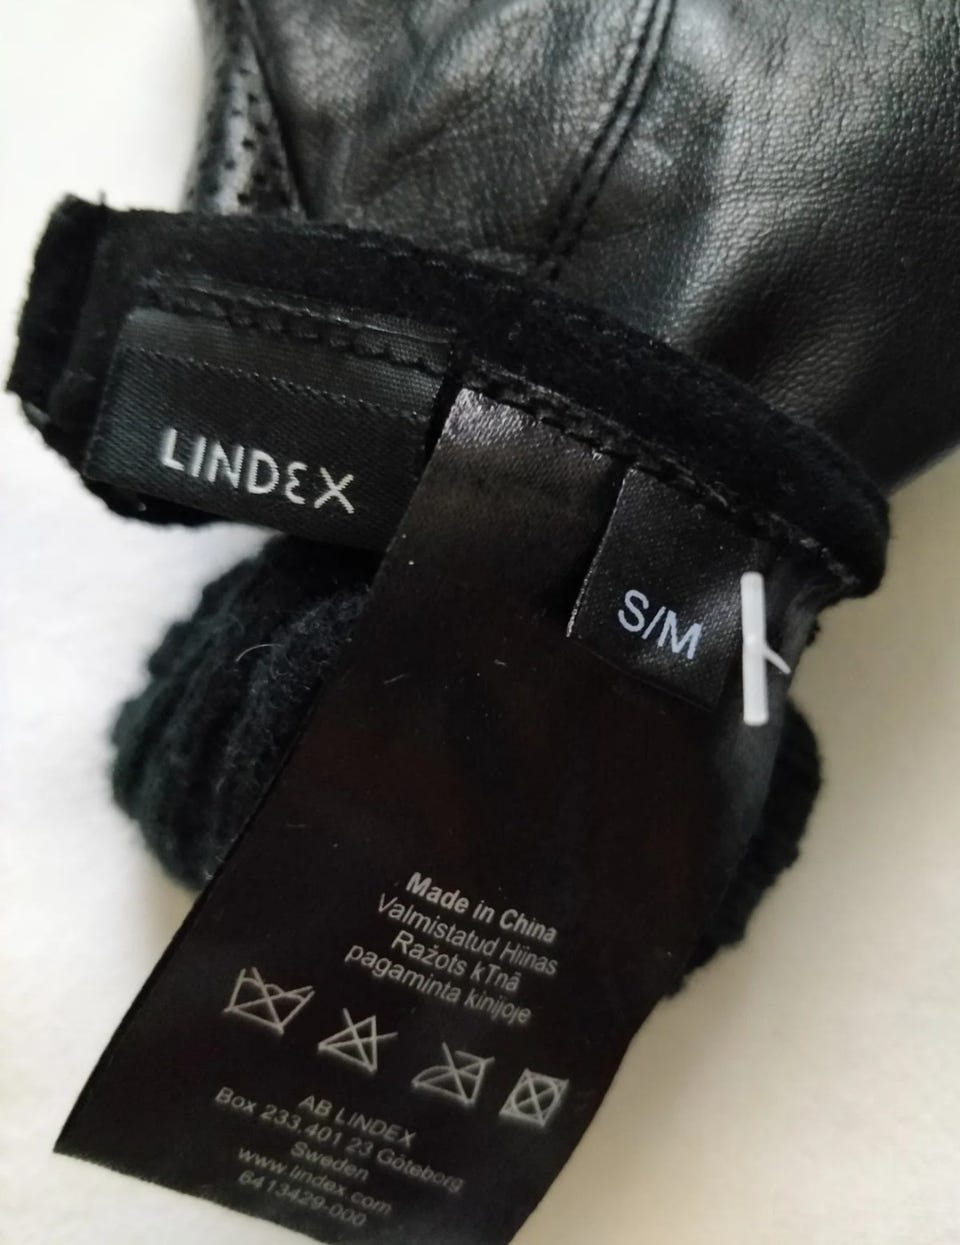 LINDEX
S/M
Made in China
Valmistatud Hiinas
Ražots kTnā
pagaminta kinijoje
AB LINDEX
Box 233,401 23 Göteborg
Sweden
www.lindex.com
6413429-000